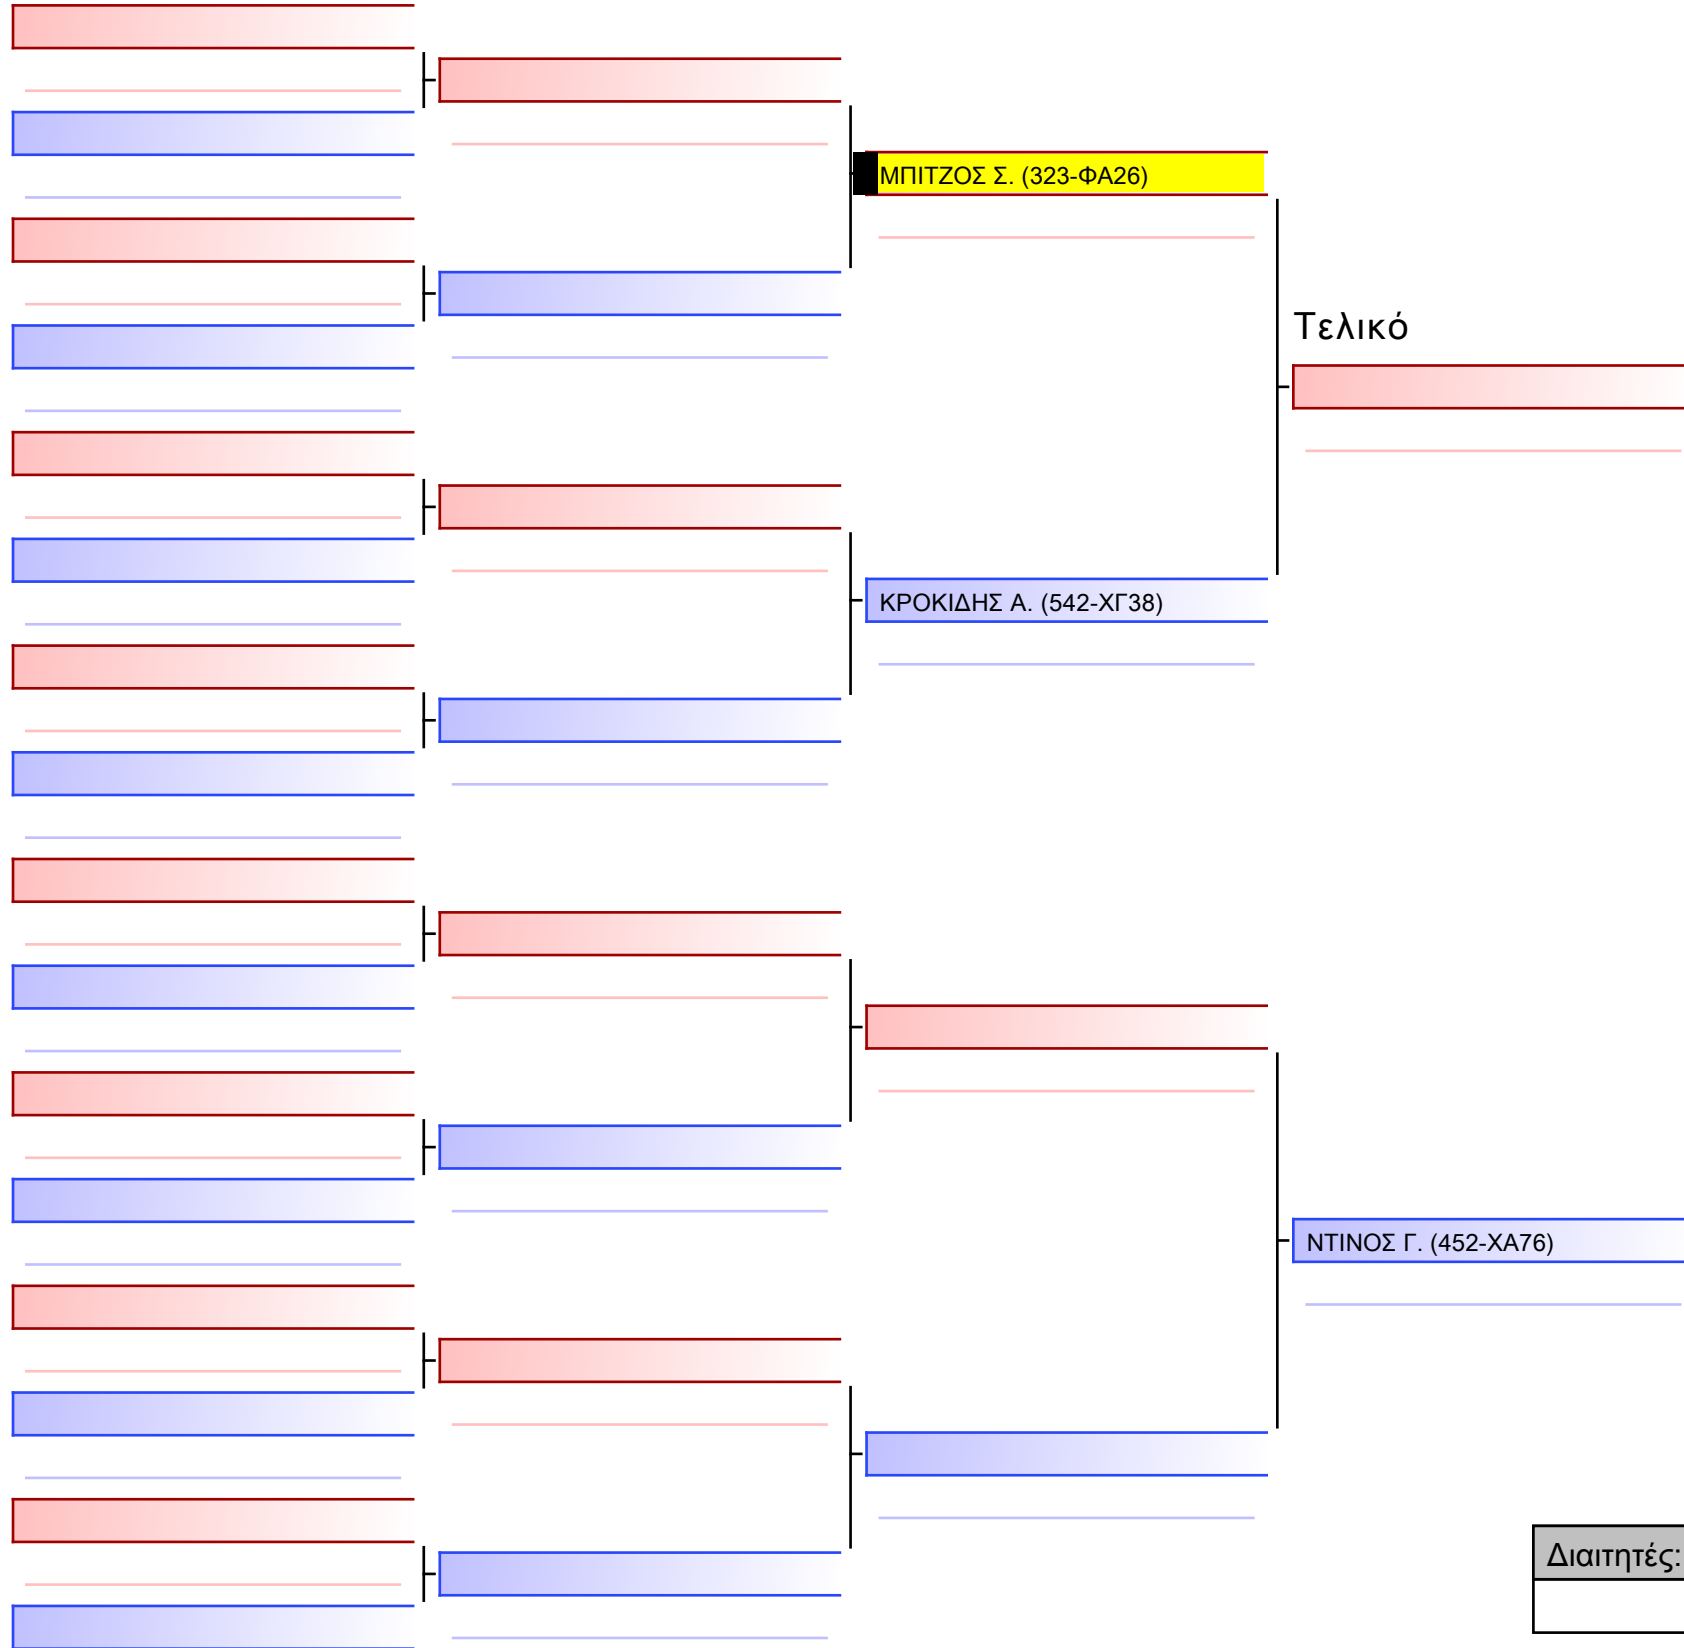 ΜΠΙΤΖΟΣ Σ. (323-ΦΑ26)
Τελικό
ΚΡΟΚΙΔΗΣ Α. (542-ΧΓ38)
ΝΤΙΝΟΣ Γ. (452-ΧΑ76)
Διαιτητές: